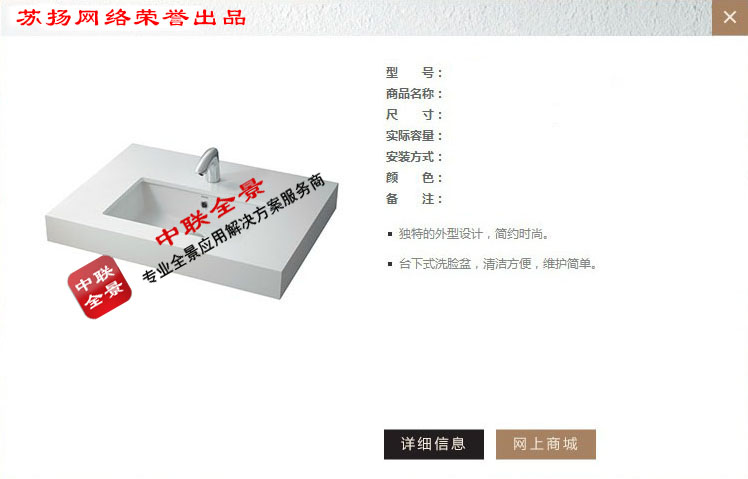 苏扬网络荣誉出品
×
型 号：
商品名称：
尺 寸：
实际容量：
安装方式：
颜 色：
备 注：
独特的外型设计，简约时尚。
台下式洗脸盆，清洁方便，维护简单。
中联全景
专业全景应用解决方案服务商
中联
全景
详细信息
网上商城